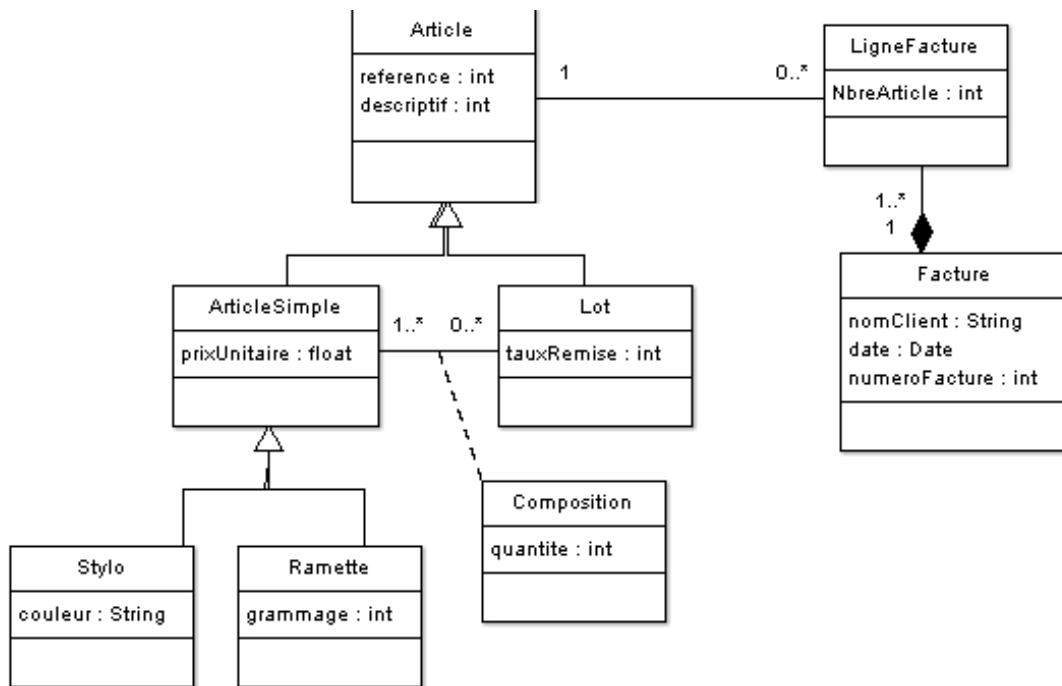 Article
reference : int
descriptif : int
1
0..*
LigneFacture
NbreArticle : int
1..*
1
Facture
nomClient : String
date : Date
numeroFacture : int
ArticleSimple
prixUnitaire : float
1..*
0..*
Lot
tauxRemise : int
Composition
quantite : int
Stylo
couleur : String
Ramette
grammage : int